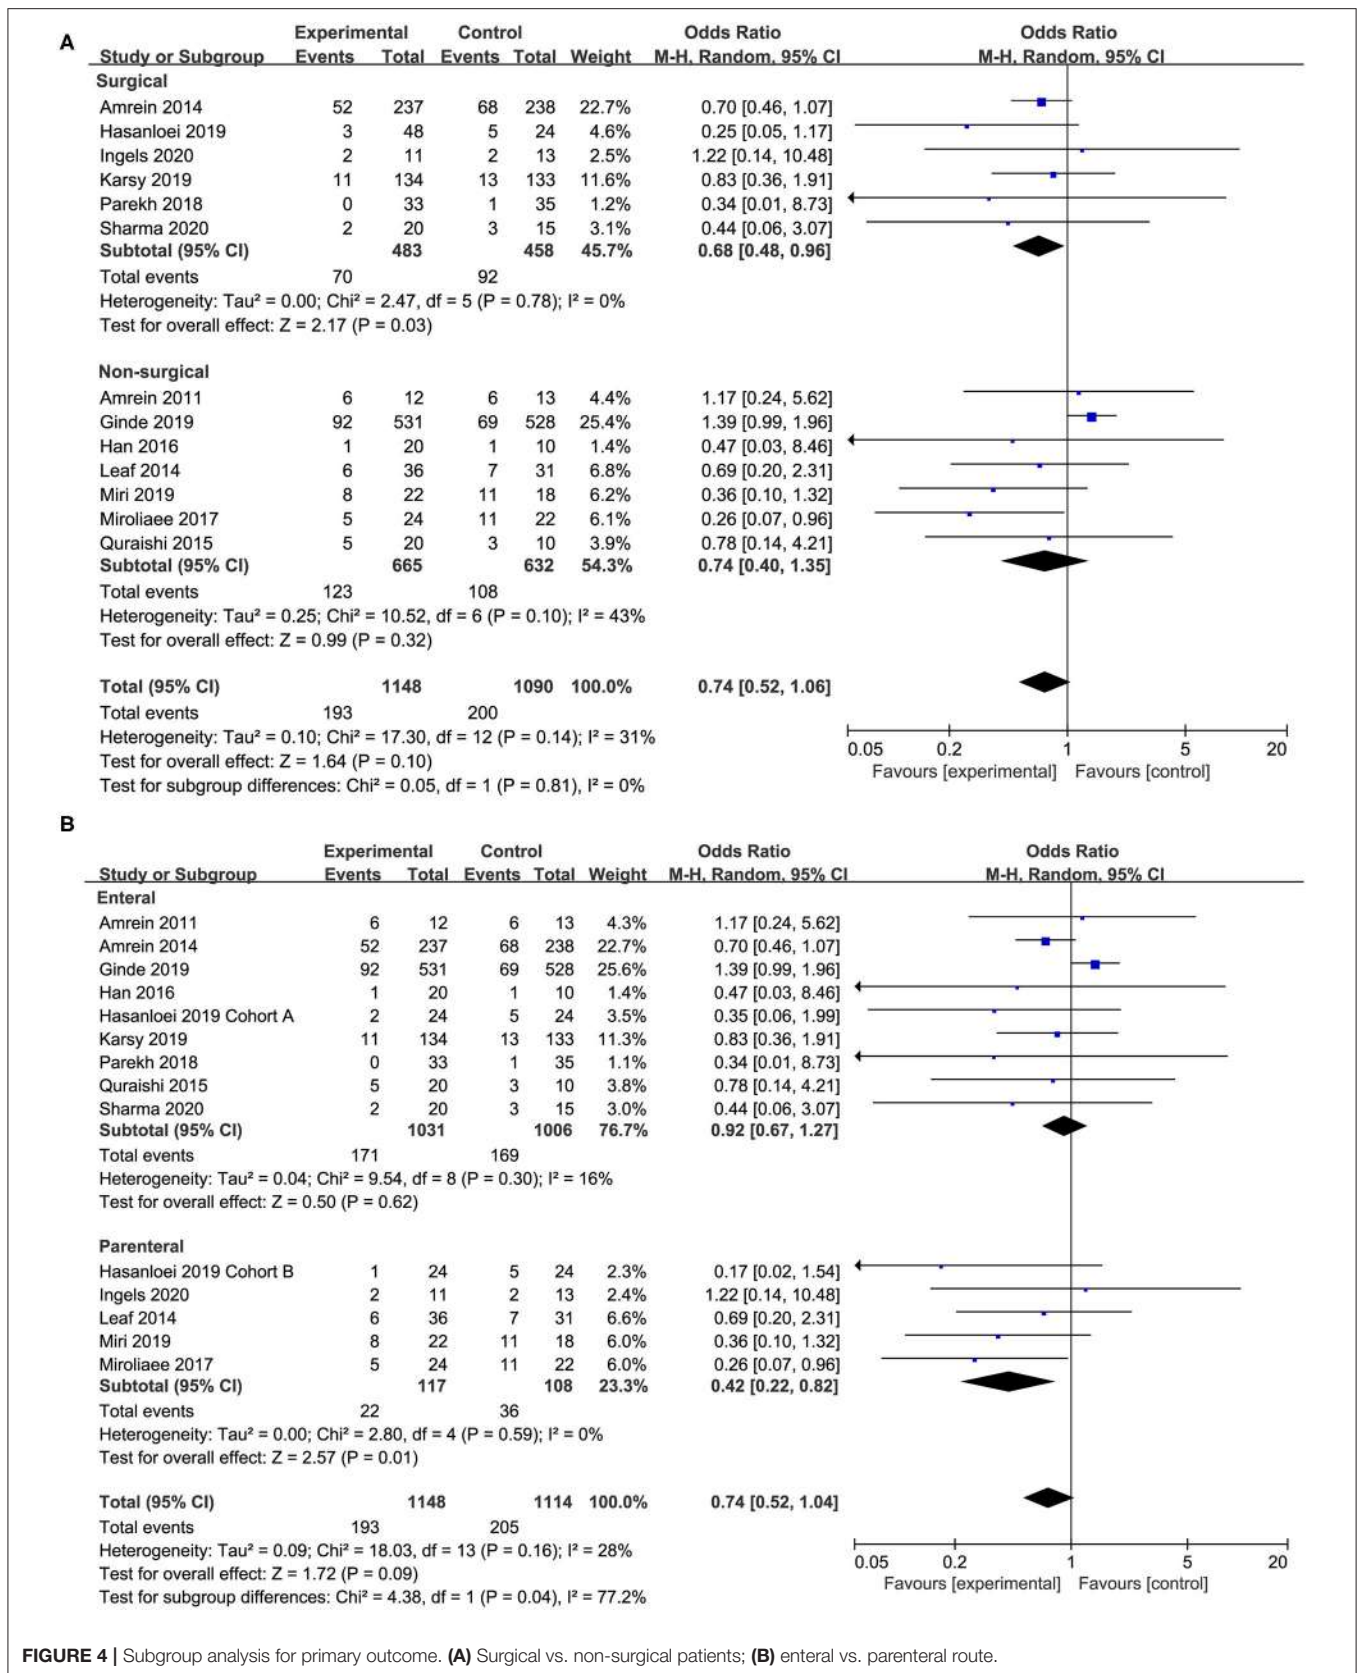 A
Experimental Control Odds Ratio Odds Ratio
Study or Subgroup Events Total Events Total Weight M-H, Random, 95% CI M-H, Random, 95% CI
Surgical
Amrein 2014 52 237 68 238 22.7% 0.70 [0.46, 1.07]
Hasanloei 2019 3 48 5 24 4.6% 0.25 [0.05, 1.17]
Ingels 2020 2 11 2 13 2.5% 1.22 [0.14, 10.48]
Karsy 2019 11 134 13 133 11.6% 0.83 [0.36, 1.91]
Parekh 2018 0 33 1 35 1.2% 0.34 [0.01, 8.73]
Sharma 2020 2 20 3 15 3.1% 0.44 [0.06, 3.07]
Subtotal (95% CI) 483 458 45.7% 0.68 [0.48, 0.96]
Total events 70 92
Heterogeneity: Tau² = 0.00; Chi² = 2.47, df = 5 (P = 0.78); I² = 0%
Test for overall effect: Z = 2.17 (P = 0.03)
Non-surgical
Amrein 2011 6 12 6 13 4.4% 1.17 [0.24, 5.62]
Ginde 2019 92 531 69 528 25.4% 1.39 [0.99, 1.96]
Han 2016 1 20 1 10 1.4% 0.47 [0.03, 8.46]
Leaf 2014 6 36 7 31 6.8% 0.69 [0.20, 2.31]
Miri 2019 8 22 11 18 6.2% 0.36 [0.10, 1.32]
Miroliaee 2017 5 24 11 22 6.1% 0.26 [0.07, 0.96]
Quraishi 2015 5 20 3 10 3.9% 0.78 [0.14, 4.21]
Subtotal (95% CI) 665 632 54.3% 0.74 [0.40, 1.35]
Total events 123 108
Heterogeneity: Tau² = 0.25; Chi² = 10.52, df = 6 (P = 0.10); I² = 43%
Test for overall effect: Z = 0.99 (P = 0.32)
Total (95% CI) 1148 1090 100.0% 0.74 [0.52, 1.06]
Total events 193 200
Heterogeneity: Tau² = 0.10; Chi² = 17.30, df = 12 (P = 0.14); I² = 31%
Test for overall effect: Z = 1.64 (P = 0.10)
Test for subgroup differences: Chi² = 0.05, df = 1 (P = 0.81), I² = 0%
0.05 0.2 1 5 20
Favours [experimental] Favours [control]
B
Experimental Control Odds Ratio Odds Ratio
Study or Subgroup Events Total Events Total Weight M-H, Random, 95% CI M-H, Random, 95% CI
Enteral
Amrein 2011 6 12 6 13 4.3% 1.17 [0.24, 5.62]
Amrein 2014 52 237 68 238 22.7% 0.70 [0.46, 1.07]
Ginde 2019 92 531 69 528 25.6% 1.39 [0.99, 1.96]
Han 2016 1 20 1 10 1.4% 0.47 [0.03, 8.46]
Hasanloei 2019 Cohort A 2 24 5 24 3.5% 0.35 [0.06, 1.99]
Karsy 2019 11 134 13 133 11.3% 0.83 [0.36, 1.91]
Parekh 2018 0 33 1 35 1.1% 0.34 [0.01, 8.73]
Quraishi 2015 5 20 3 10 3.8% 0.78 [0.14, 4.21]
Sharma 2020 2 20 3 15 3.0% 0.44 [0.06, 3.07]
Subtotal (95% CI) 1031 1006 76.7% 0.92 [0.67, 1.27]
Total events 171 169
Heterogeneity: Tau² = 0.04; Chi² = 9.54, df = 8 (P = 0.30); I² = 16%
Test for overall effect: Z = 0.50 (P = 0.62)
Parenteral
Hasanloei 2019 Cohort B 1 24 5 24 2.3% 0.17 [0.02, 1.54]
Ingels 2020 2 11 2 13 2.4% 1.22 [0.14, 10.48]
Leaf 2014 6 36 7 31 6.6% 0.69 [0.20, 2.31]
Miri 2019 8 22 11 18 6.0% 0.36 [0.10, 1.32]
Miroliaee 2017 5 24 11 22 6.0% 0.26 [0.07, 0.96]
Subtotal (95% CI) 117 108 23.3% 0.42 [0.22, 0.82]
Total events 22 36
Heterogeneity: Tau² = 0.00; Chi² = 2.80, df = 4 (P = 0.59); I² = 0%
Test for overall effect: Z = 2.57 (P = 0.01)
Total (95% CI) 1148 1114 100.0% 0.74 [0.52, 1.04]
Total events 193 205
Heterogeneity: Tau² = 0.09; Chi² = 18.03, df = 13 (P = 0.16); I² = 28%
Test for overall effect: Z = 1.72 (P = 0.09)
Test for subgroup differences: Chi² = 4.38, df = 1 (P = 0.04), I² = 77.2%
0.05 0.2 1 5 20
Favours [experimental] Favours [control]
FIGURE 4 | Subgroup analysis for primary outcome. (A) Surgical vs. non-surgical patients; (B) enteral vs. parenteral route.